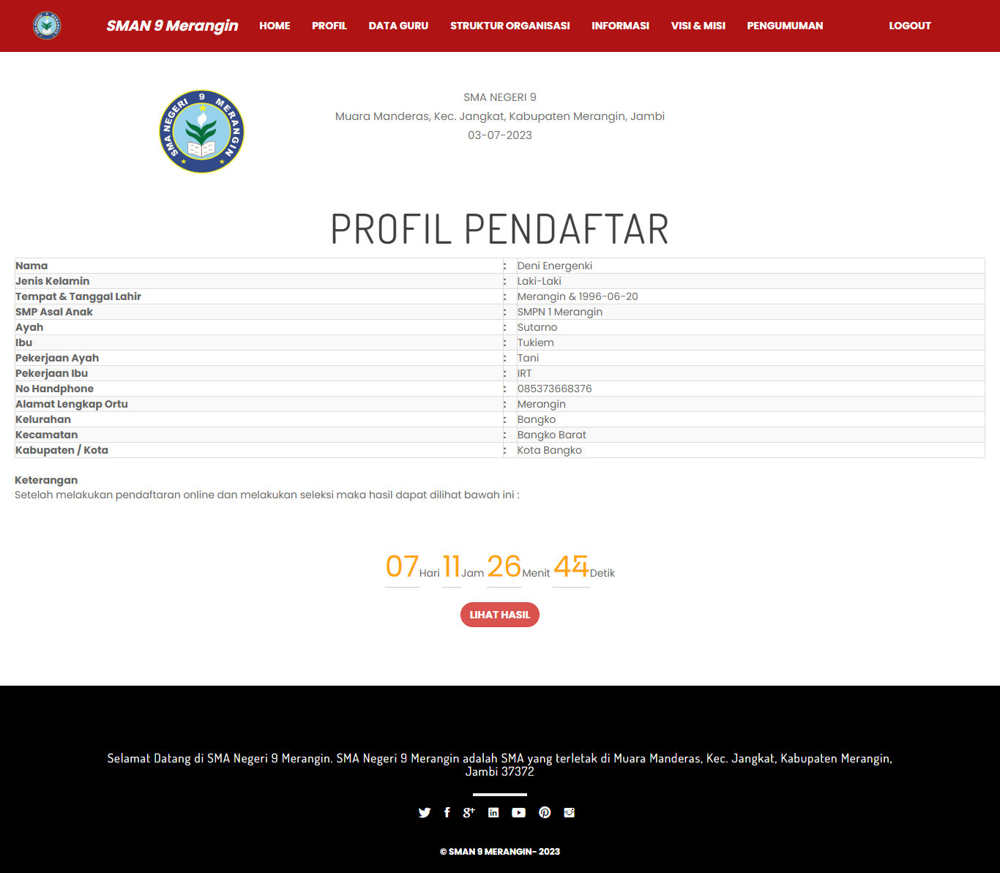 SMAN 9 Merangin HOME PROFIL DATA GURU STRUKTUR ORGANISASI INFORMASI VISI & MISI PENGUMUMAN LOGOUT
SMA NEGERI 9 MERANGIN
SMA NEGERI 9
Muara Manderas, Kec. Jangkat, Kabupaten Merangin, Jambi
03-07-2023
PROFIL PENDAFTAR
Nama : Deni Energenki
Jenis Kelamin : Laki-Laki
Tempat & Tanggal Lahir : Merangin & 1996-06-20
SMP Asal Anak : SMPN 1 Merangin
Ayah : Sutarno
Ibu : Tukiem
Pekerjaan Ayah : Tani
Pekerjaan Ibu : IRT
No Handphone : 085373668376
Alamat Lengkap Ortu : Merangin
Kelurahan : Bangko
Kecamatan : Bangko Barat
Kabupaten / Kota : Kota Bangko
Keterangan
Setelah melakukan pendaftaran online dan melakukan seleksi maka hasil dapat dilihat bawah ini :
07 Hari 11 Jam 26 Menit Detik
LIHAT HASIL
Selamat Datang di SMA Negeri 9 Merangin. SMA Negeri 9 Merangin adalah SMA yang terletak di Muara Manderas, Kec. Jangkat, Kabupaten Merangin,
Jambi 37372
© SMAN 9 MERANGIN- 2023